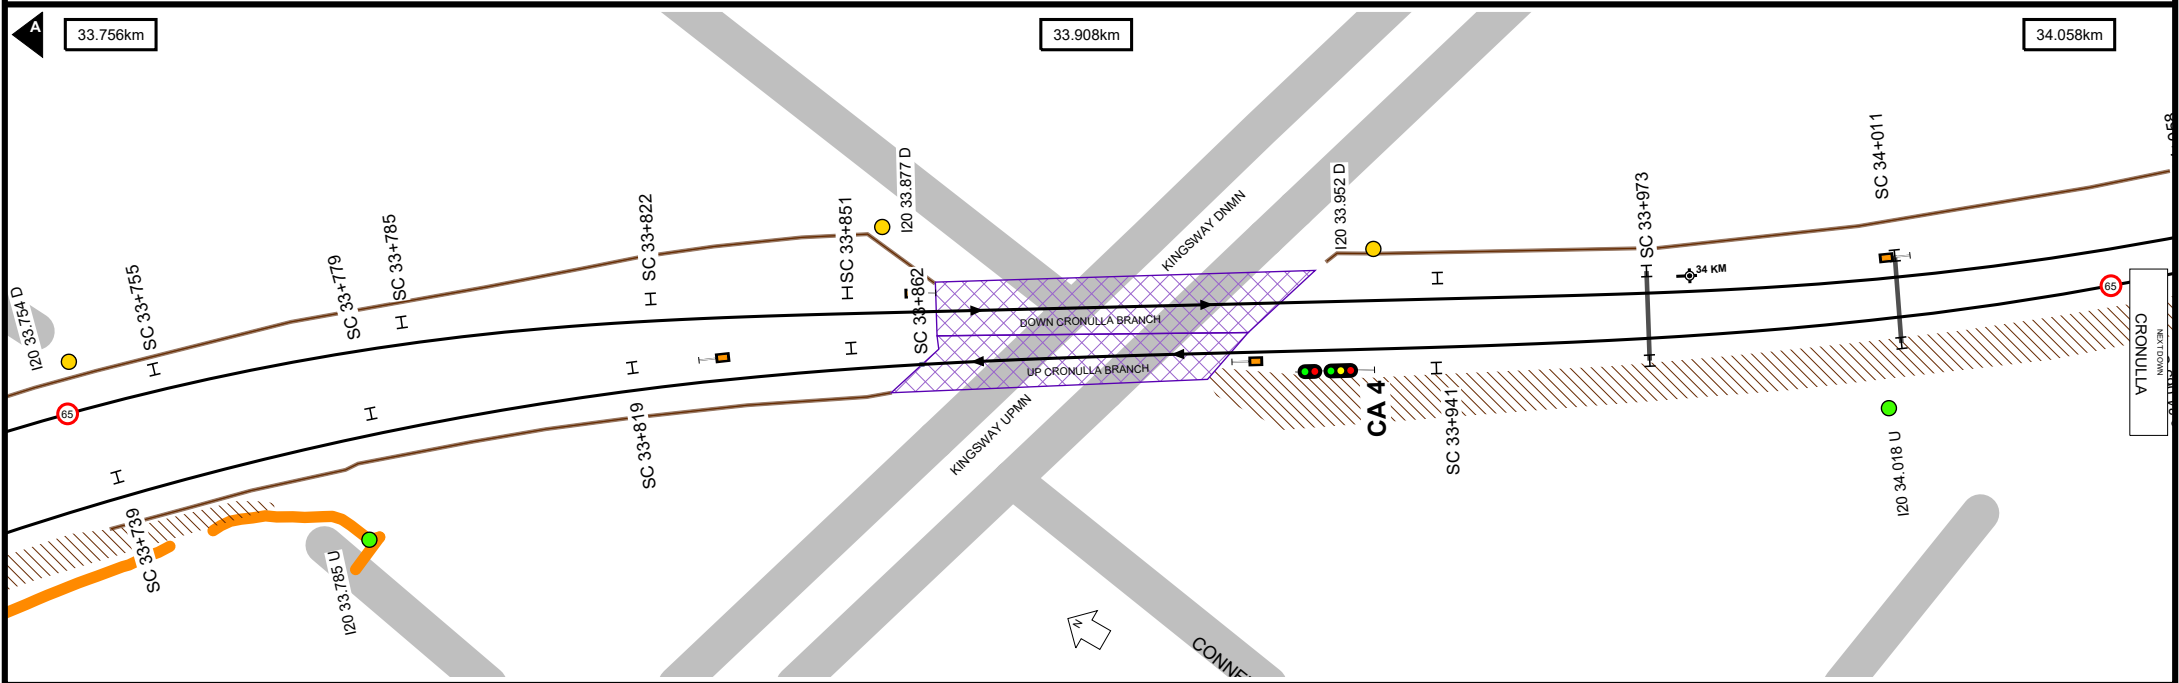 A
33.756km
33.908km
34.058km
I20 33.754 D
SC 33+755
SC 33+779
SC 33+785
SC 33+822
SC 33+851
I20 33.877 D
SC 33+862
KINGSWAY DNMN
I20 33.952 D
SC 33+973
34 KM
SC 34+011
DOWN CRONULLA BRANCH
UP CRONULLA BRANCH
KINGSWAY UPMN
65
65
NEXT DOWN
CRONULLA
CA 4
SC 33+941
SC 33+819
SC 33+739
I20 33.785 U
I20 34.018 U
N